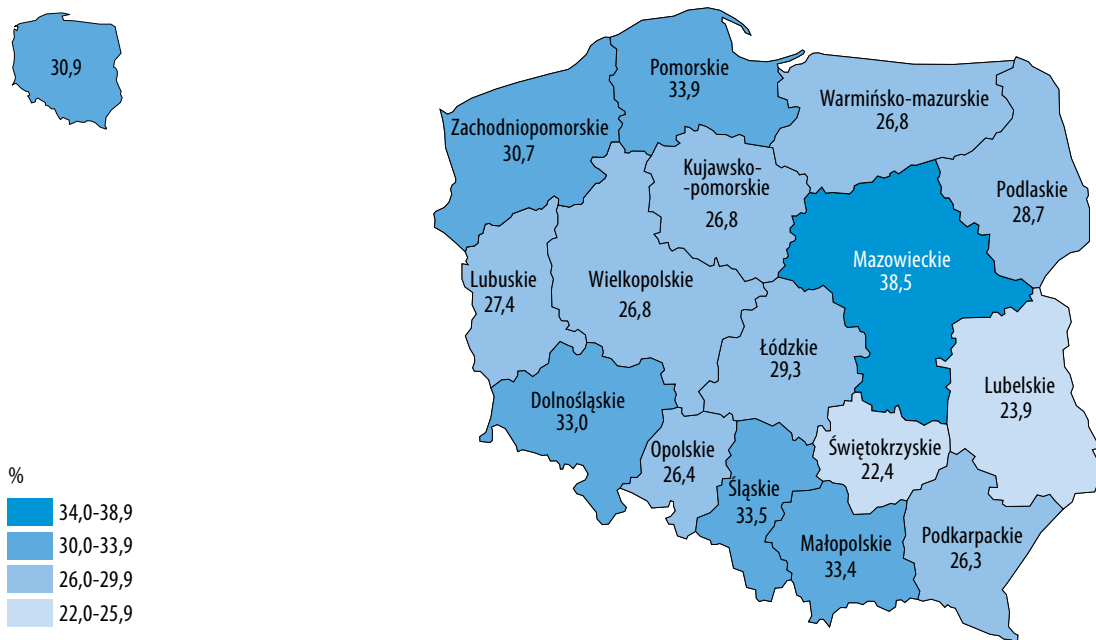 30,9
Pomorskie
33,9
Warmińsko-mazurskie
26,8
Zachodniopomorskie
30,7
Kujawsko-
-pomorskie
26,8
Podlaskie
28,7
Mazowieckie
38,5
Lubuskie
27,4
Wielkopolskie
26,8
Łódzkie
29,3
Lubelskie
23,9
Dolnośląskie
33,0
Opolskie
26,4
Świętokrzyskie
22,4
Śląskie
33,5
Małopolskie
33,4
Podkarpackie
26,3
%
34,0-38,9
30,0-33,9
26,0-29,9
22,0-25,9